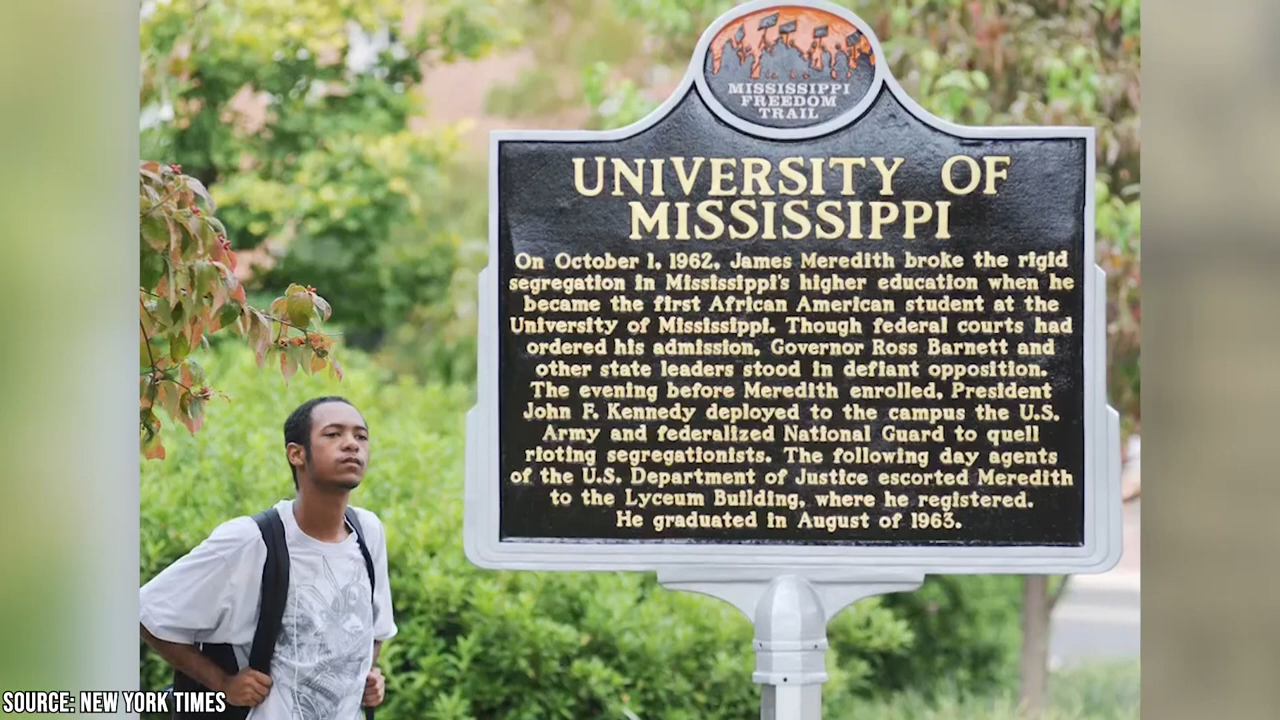 MISSISSIPPI
FREEDOM
TRAIL
UNIVERSITY OF
MISSISSIPPI
On October 1, 1962, James Meredith broke the rigid
segregation in Mississippi's higher education when he
became the first African American student at the
University of Mississippi. Though federal courts had
ordered his admission, Governor Ross Barnett and
other state leaders stood in defiant opposition.
The evening before Meredith enrolled, President
John F. Kennedy deployed to the campus the U.S.
Army and federalized National Guard to quell
rioting segregationists. The following day agents
of the U.S. Department of Justice escorted Meredith
to the Lyceum Building, where he registered.
He graduated in August of 1963.
SOURCE: NEW YORK TIMES